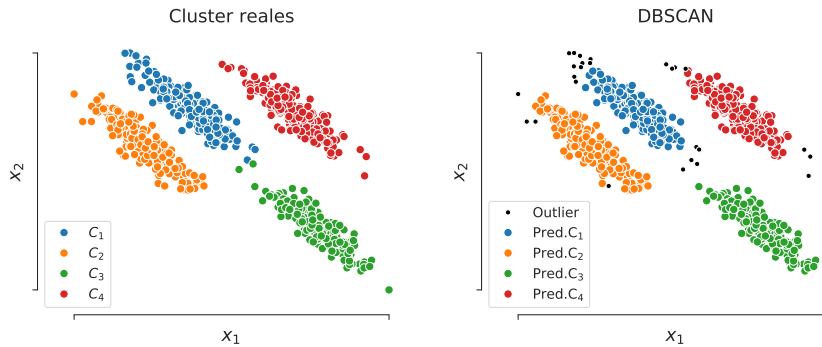 Cluster reales
x₂
C₁
C₂
C₃
C₄
x₁
DBSCAN
x₂
Outlier
Pred.C₁
Pred.C₂
Pred.C₃
Pred.C₄
x₁